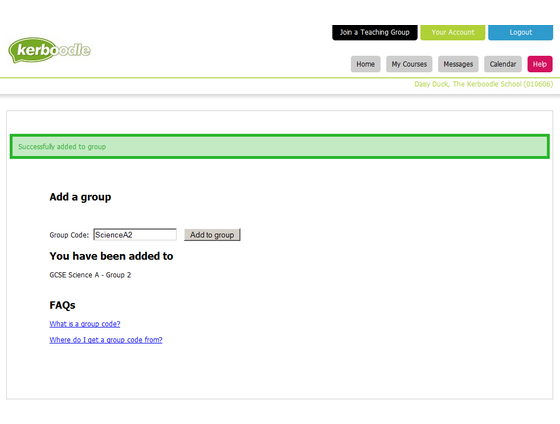 Join a Teaching Group Your Account Logout
kerboodle
Home My Courses Messages Calendar Help
Daisy Duck, The Kerboodle School (010606)
Successfully added to group
Add a group
Group Code: ScienceA2 Add to group
You have been added to
GCSE Science A - Group 2
FAQs
What is a group code?
Where do I get a group code from?